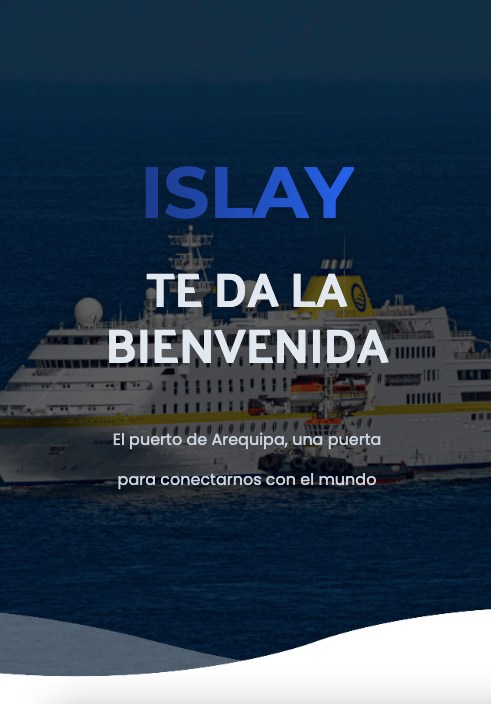 ISLAY
TE DA LA
BIENVENIDA
El puerto de Arequipa, una puerta
para conectarnos con el mundo